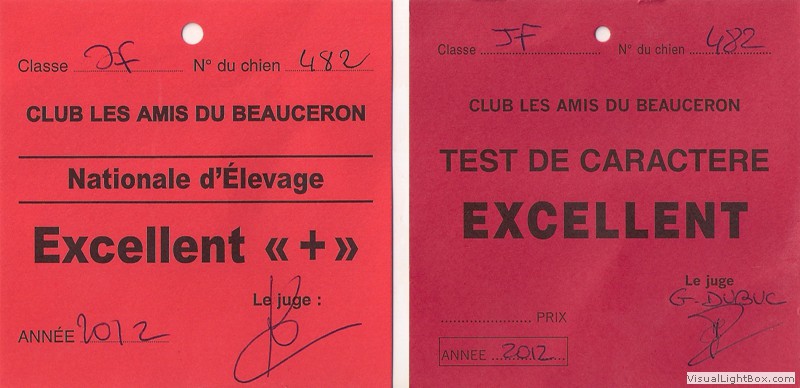 Classe JF N° du chien 482
CLUB LES AMIS DU BEAUCERON
Nationale d'Élevage
Excellent « + »
Le juge :
ANNÉE 2012
Classe JF N° du chien 482
CLUB LES AMIS DU BEAUCERON
TEST DE CARACTERE
EXCELLENT
Le juge
G. DUBUC
PRIX
ANNEE 2012
VisualLightBox.com